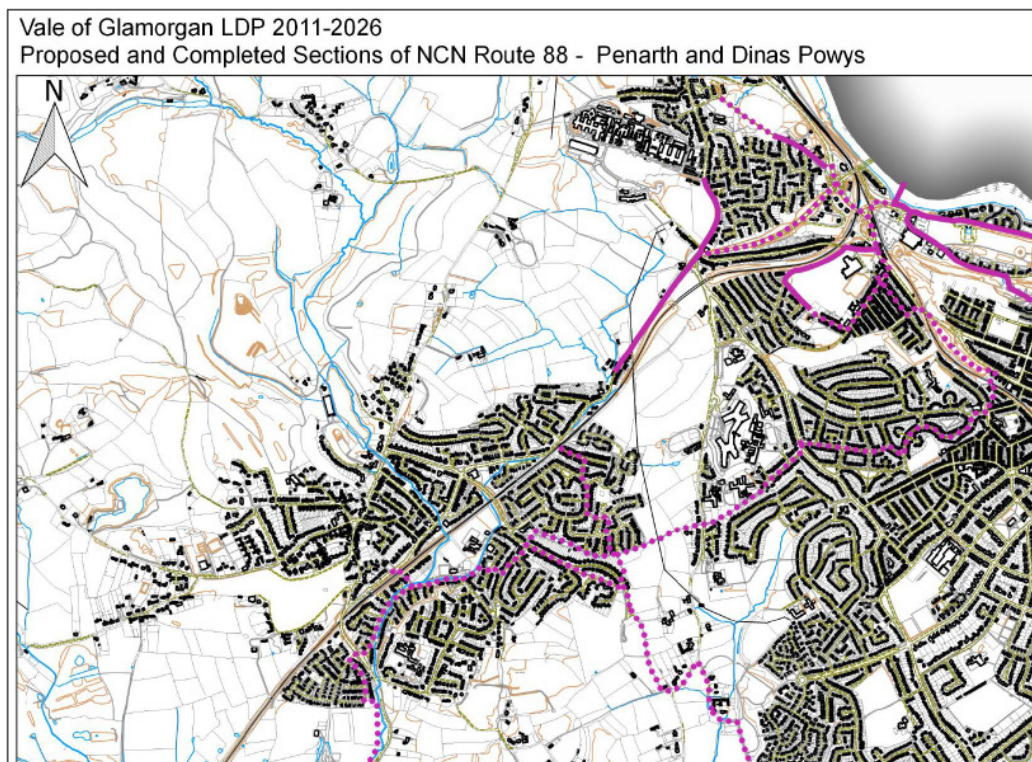 Vale of Glamorgan LDP 2011-2026
Proposed and Completed Sections of NCN Route 88 - Penarth and Dinas Powys
N